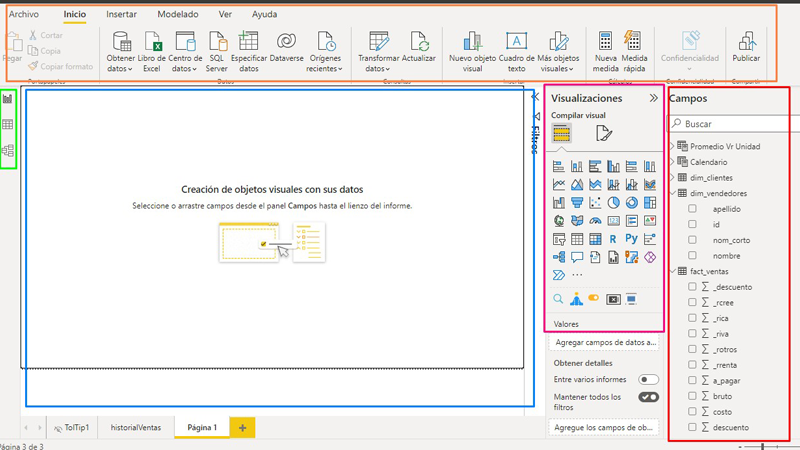 Archivo Inicio Insertar Modelado Ver Ayuda
Pegar
Cortar
Copia
Copiar formato
Portapapeles
Obtener datos
Libro de Excel
Centro de datos
SQL Server
Especificar datos
Dataverse
Orígenes recientes
Datos
Transformar datos
Actualizar
Consultas
Nuevo objeto visual
Cuadro de texto
Más objetos visuales
Insertar
Nueva medida
Medida rápida
Cálculos
Confidencialidad
Confidencialidad
Publicar
Compartir
Creación de objetos visuales con sus datos
Seleccione o arrastre campos desde el panel Campos hasta el lienzo del informe.
Filtros
Visualizaciones
Compilar visual
123
R Py
Valores
Agregar campos de datos a...
Obtener detalles
Entre varios informes
Mantener todos los filtros
Agregue los campos de ob...
Campos
Buscar
Promedio Vr Unidad
Calendario
dim_clientes
dim_vendedores
apellido
id
nom_corto
nombre
fact_ventas
_descuento
_rcree
_rica
_riva
_rotros
_rrenta
a_pagar
bruto
costo
descuento
TolTip1 historialVentas Página 1
Página 3 de 3